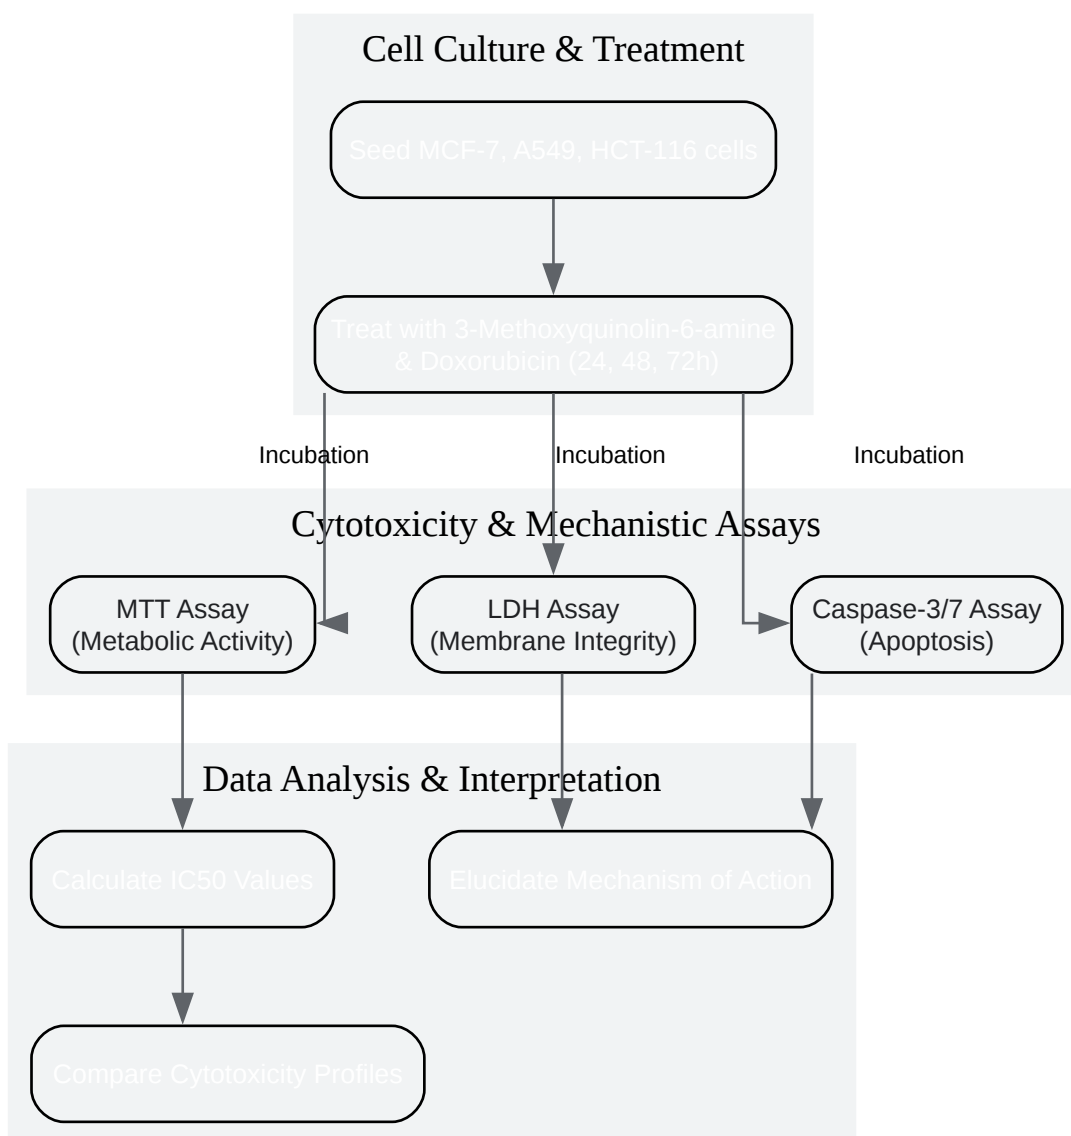 Cell Culture & Treatment
Seed MCF-7, A549, HCT-116 cells
Treat with 3-Methoxyquinolin-6-amine
& Doxorubicin (24, 48, 72h)
Incubation
Incubation
Incubation
Cytotoxicity & Mechanistic Assays
MTT Assay
(Metabolic Activity)
LDH Assay
(Membrane Integrity)
Caspase-3/7 Assay
(Apoptosis)
Data Analysis & Interpretation
Calculate IC50 Values
Elucidate Mechanism of Action
Compare Cytotoxicity Profiles